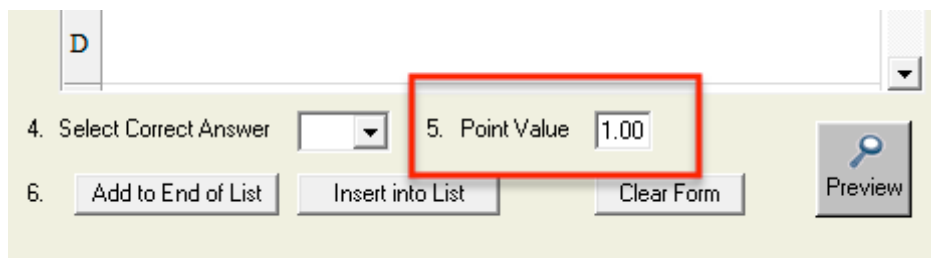 D
4. Select Correct Answer 5. Point Value 1.00
6. Add to End of List Insert into List Clear Form Preview